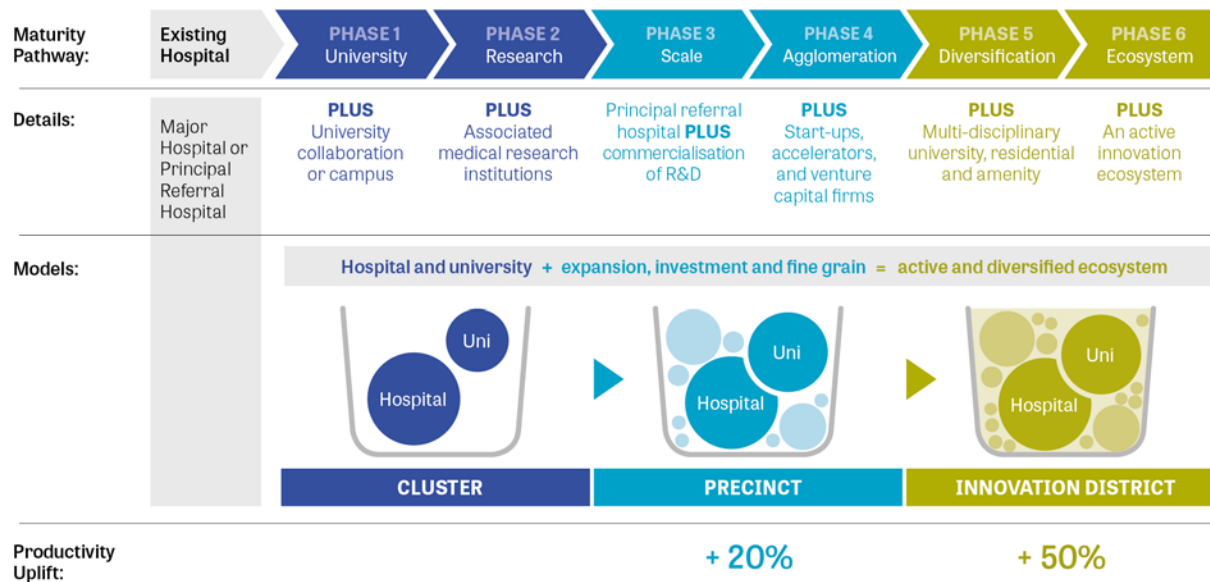 Maturity Pathway:
Existing Hospital
PHASE 1
University
PHASE 2
Research
PHASE 3
Scale
PHASE 4
Agglomeration
PHASE 5
Diversification
PHASE 6
Ecosystem
Details:
Major
Hospital or
Principal
Referral
Hospital
PLUS
University
collaboration
or campus
PLUS
Associated
medical research
institutions
Principal referral
hospital PLUS
commercialisation
of R&D
PLUS
Start-ups,
accelerators,
and venture
capital firms
PLUS
Multi-disciplinary
university, residential
and amenity
PLUS
An active
innovation
ecosystem
Models:
Hospital and university + expansion, investment and fine grain = active and diversified ecosystem
Uni
Hospital
Uni
Hospital
Uni
Hospital
CLUSTER
PRECINCT
INNOVATION DISTRICT
Productivity
Uplift:
+ 20%
+ 50%